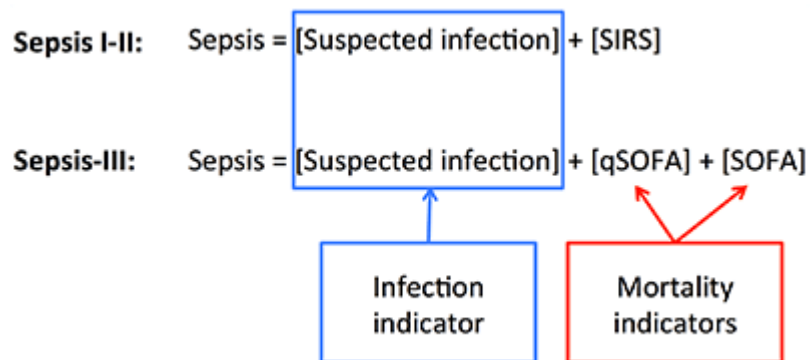 Sepsis I-II: Sepsis = [Suspected infection] + [SIRS]
Sepsis-III: Sepsis = [Suspected infection] + [qSOFA] + [SOFA]
Infection
indicator
Mortality
indicators